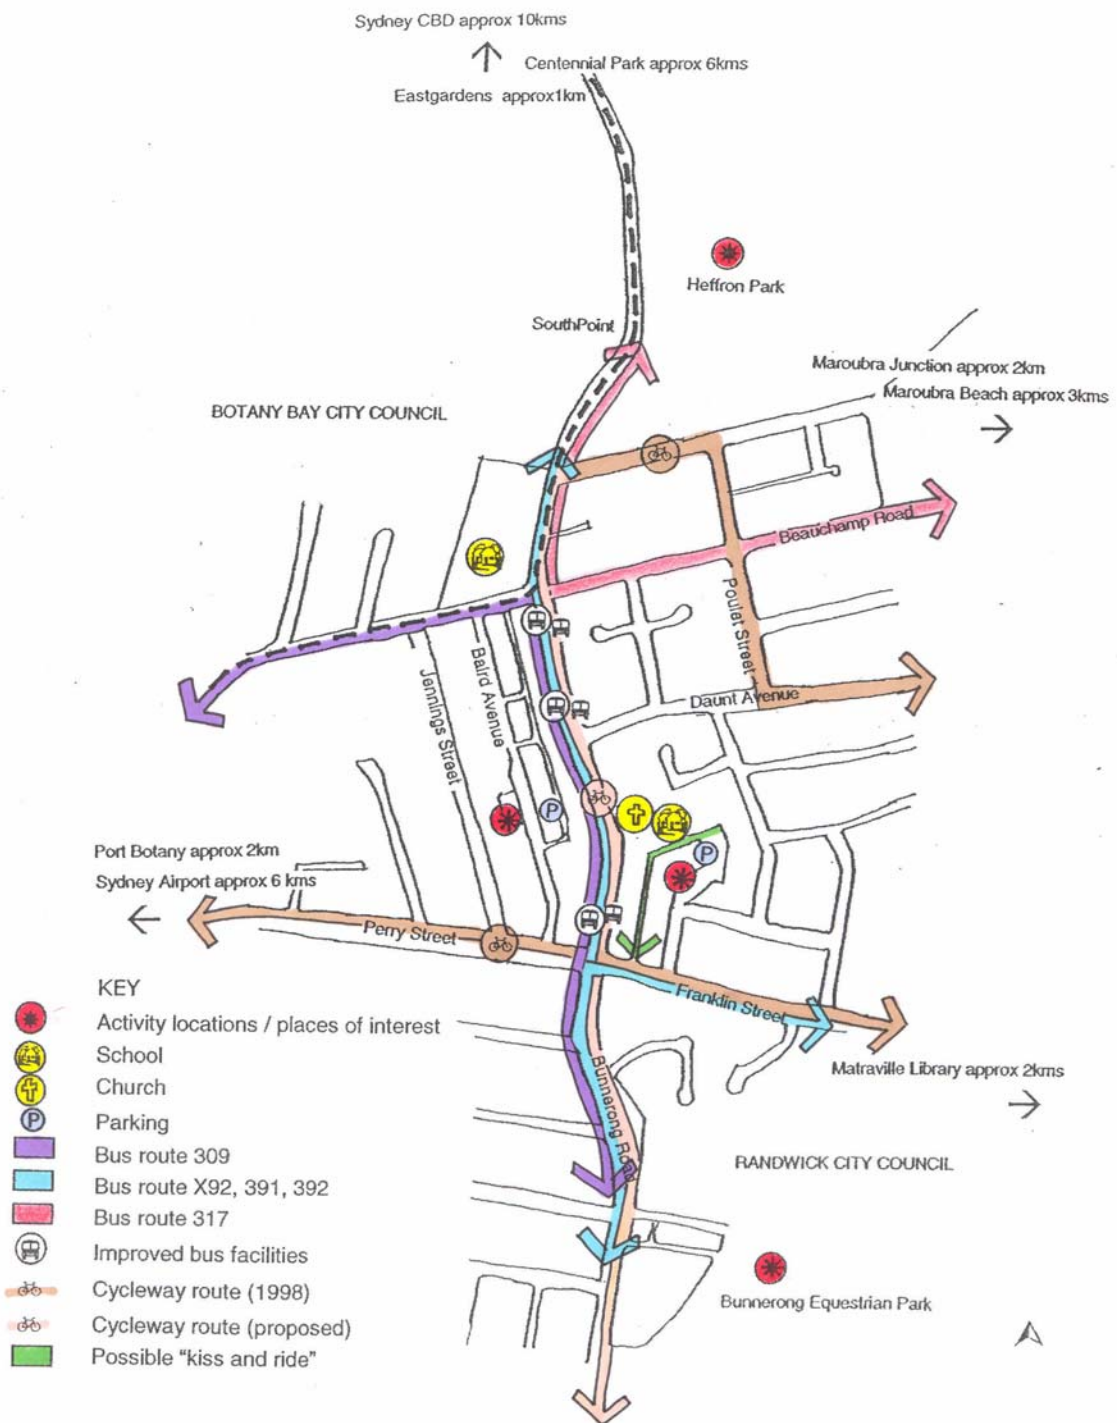 Sydney CBD approx 10kms
Centennial Park approx 6kms
Eastgardens approx1km
Heffron Park
SouthPoint
Maroubra Junction approx 2km
Maroubra Beach approx 3kms
BOTANY BAY CITY COUNCIL
Beauchamp Road
Poulet Street
Baird Avenue
Jennings Street
Daunt Avenue
P
P
Port Botany approx 2km
Sydney Airport approx 6 kms
Perry Street
Franklin Street
Bunnerong Road
Matraville Library approx 2kms
RANDWICK CITY COUNCIL
Bunnerong Equestrian Park
KEY
Activity locations / places of interest
School
Church
P Parking
Bus route 309
Bus route X92, 391, 392
Bus route 317
Improved bus facilities
Cycleway route (1998)
Cycleway route (proposed)
Possible "kiss and ride"